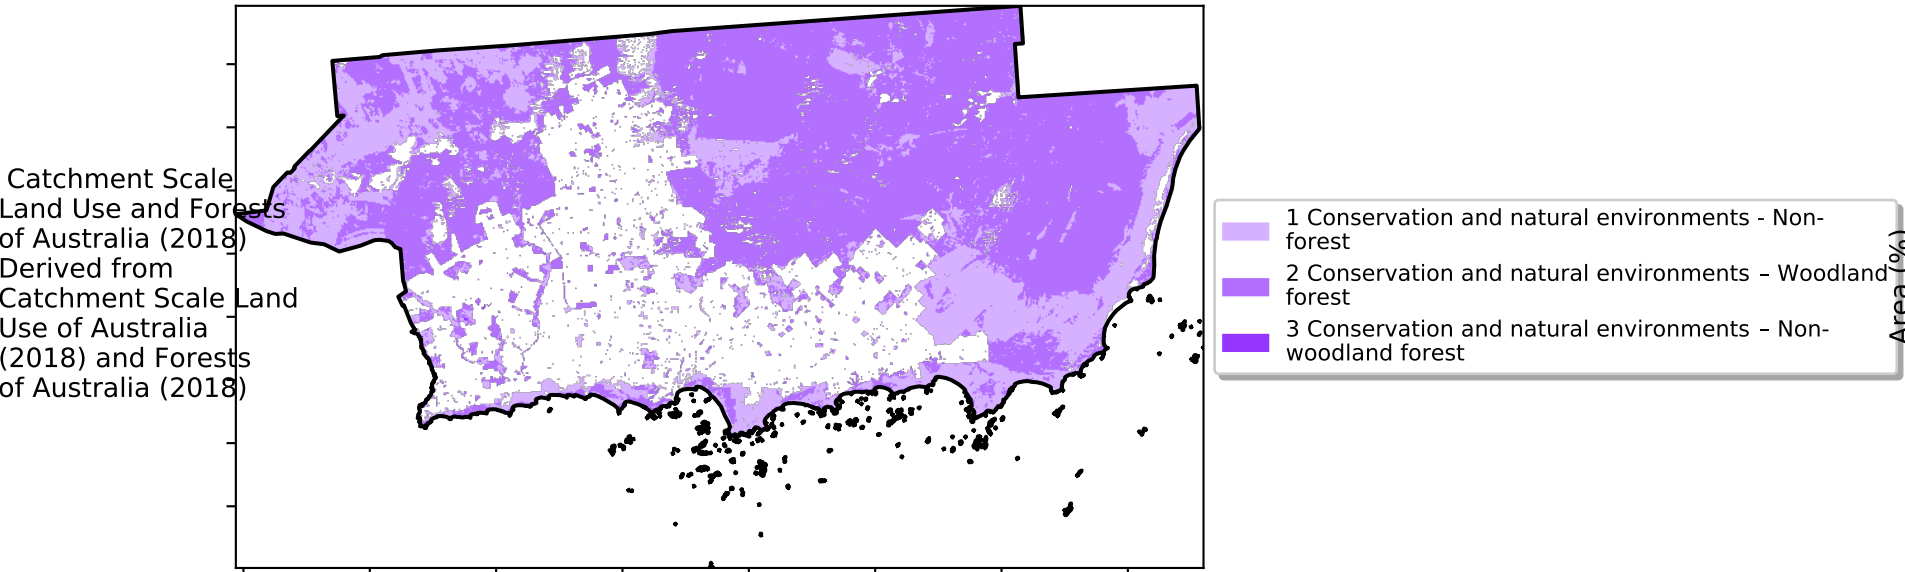 Catchment Scale
Land Use and Forests
of Australia (2018)
Derived from
Catchment Scale Land
Use of Australia
(2018) and Forests
of Australia (2018)
1 Conservation and natural environments - Non-
forest
2 Conservation and natural environments – Woodland
forest
3 Conservation and natural environments – Non-
woodland forest
Area (%)